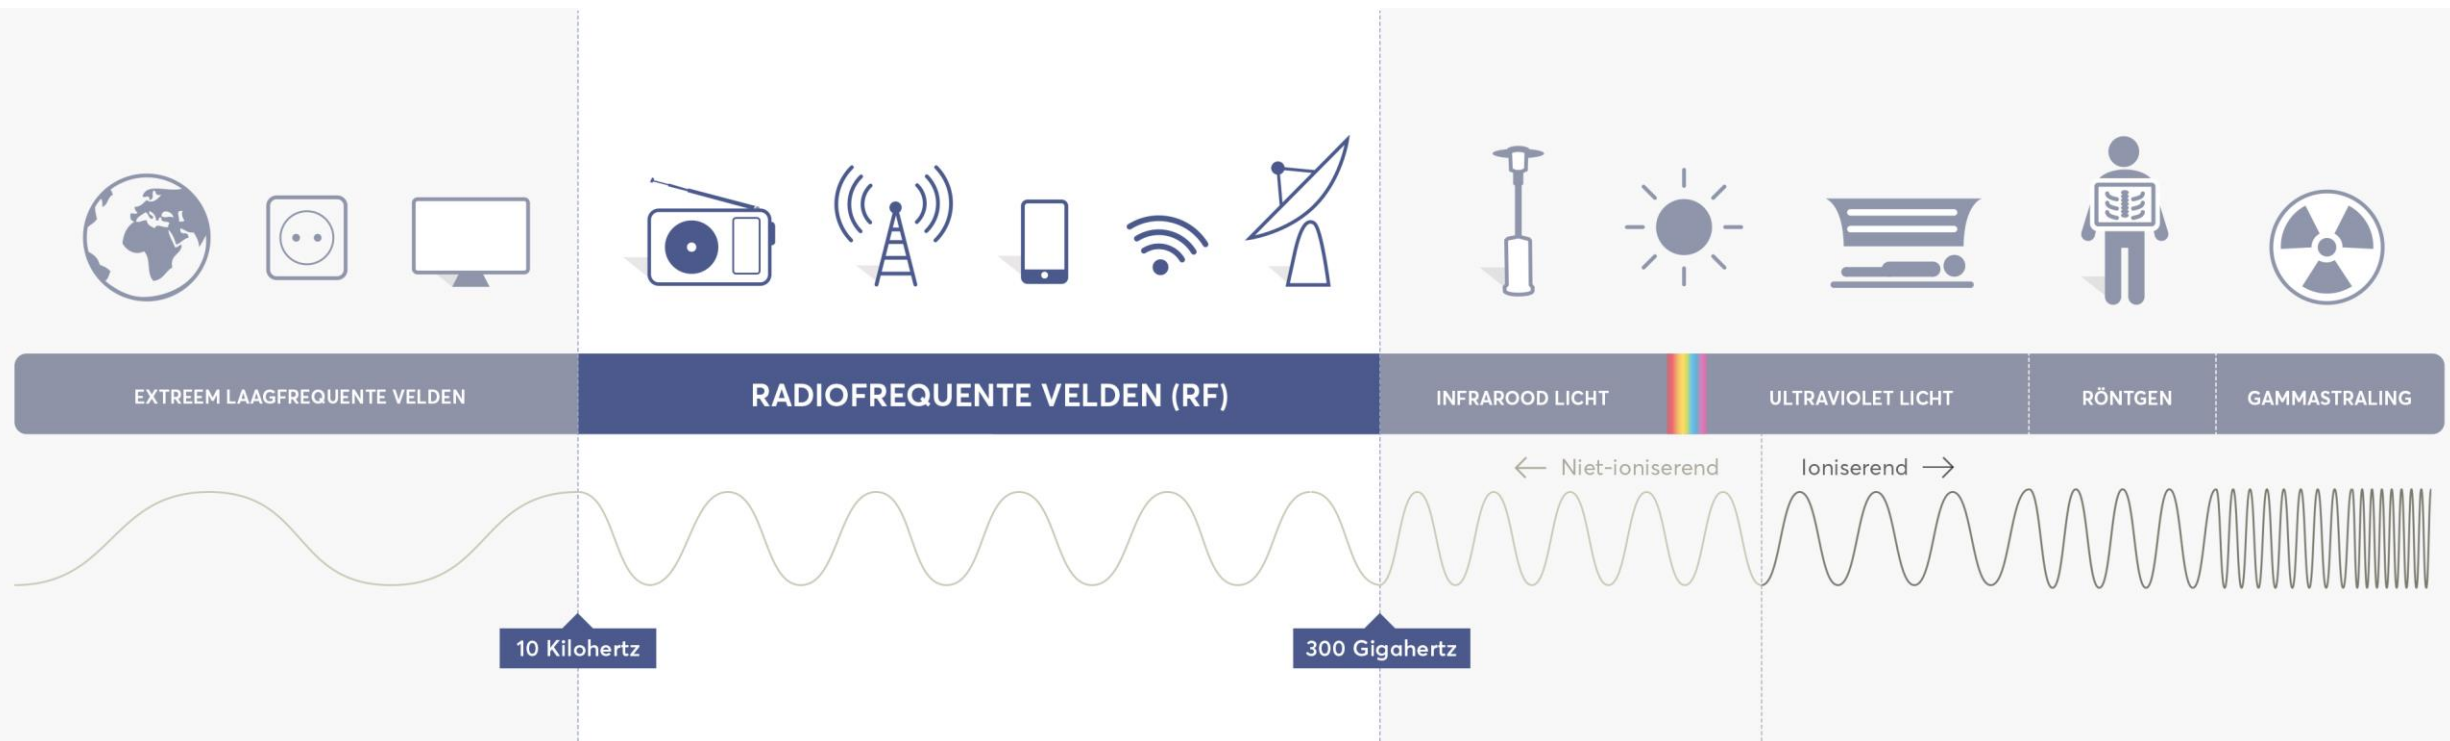 EXTREEM LAAGFREQUENTE VELDEN
RADIOFREQUENTE VELDEN (RF)
INFRAROOD LICHT
ULTRAVIOLET LICHT
RÖNTGEN
GAMMASTRALING
← Niet-ioniserend
Ioniserend →
10 Kilohertz
300 Gigahertz